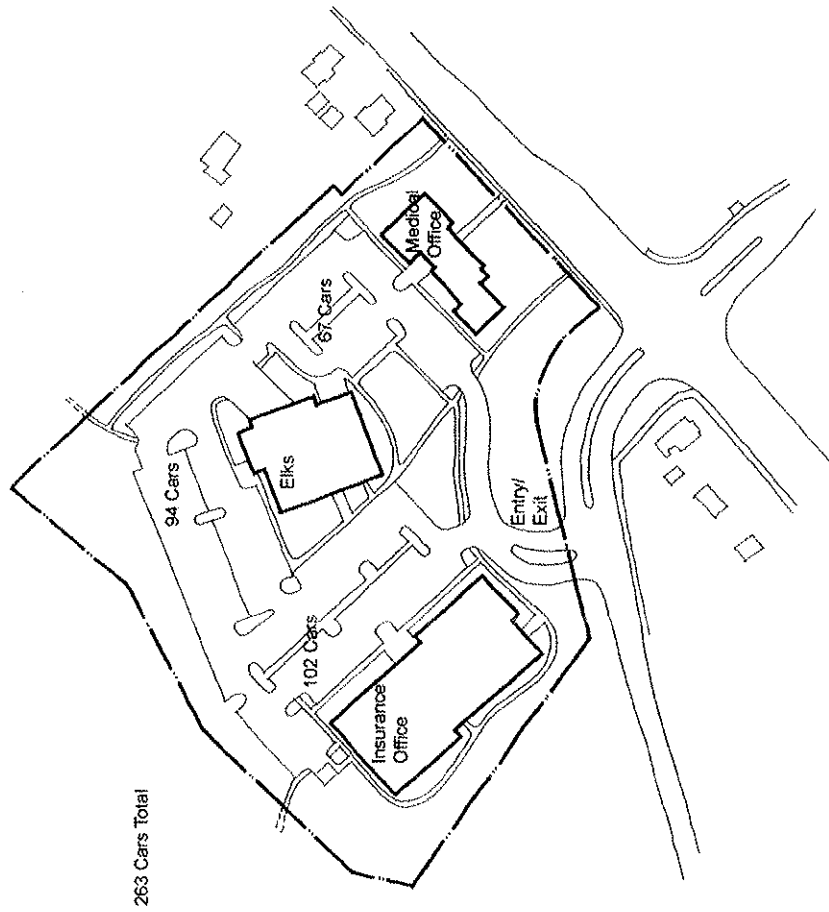 263 Cars Total
94 Cars
102 Cars
67 Cars
Elks
Insurance
Office
Medical
Office
Entry/
Exit